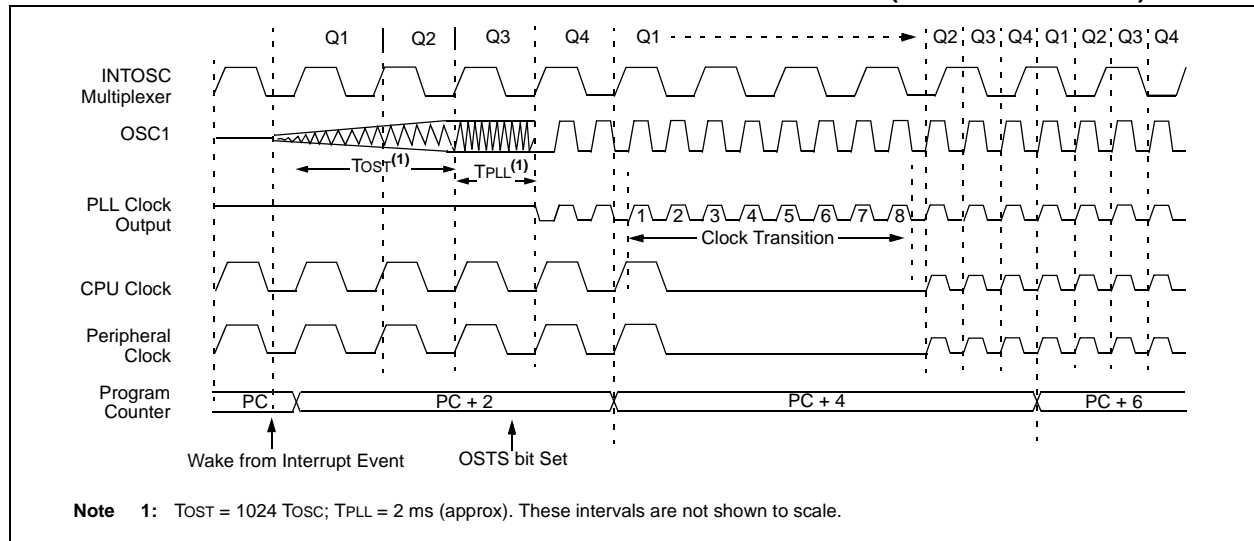 Q1 Q2 Q3 Q4 Q1 Q2 Q3 Q4 Q1 Q2 Q3 Q4
INTOSC
Multiplexer
OSC1
TOST(1)
TPLL(1)
PLL Clock
Output
1 2 3 4 5 6 7 8
Clock Transition
CPU Clock
Peripheral
Clock
Program
Counter
PC PC + 2 PC + 4 PC + 6
Wake from Interrupt Event
OSTS bit Set
Note 1: TOST = 1024 TOSC; TPLL = 2 ms (approx). These intervals are not shown to scale.